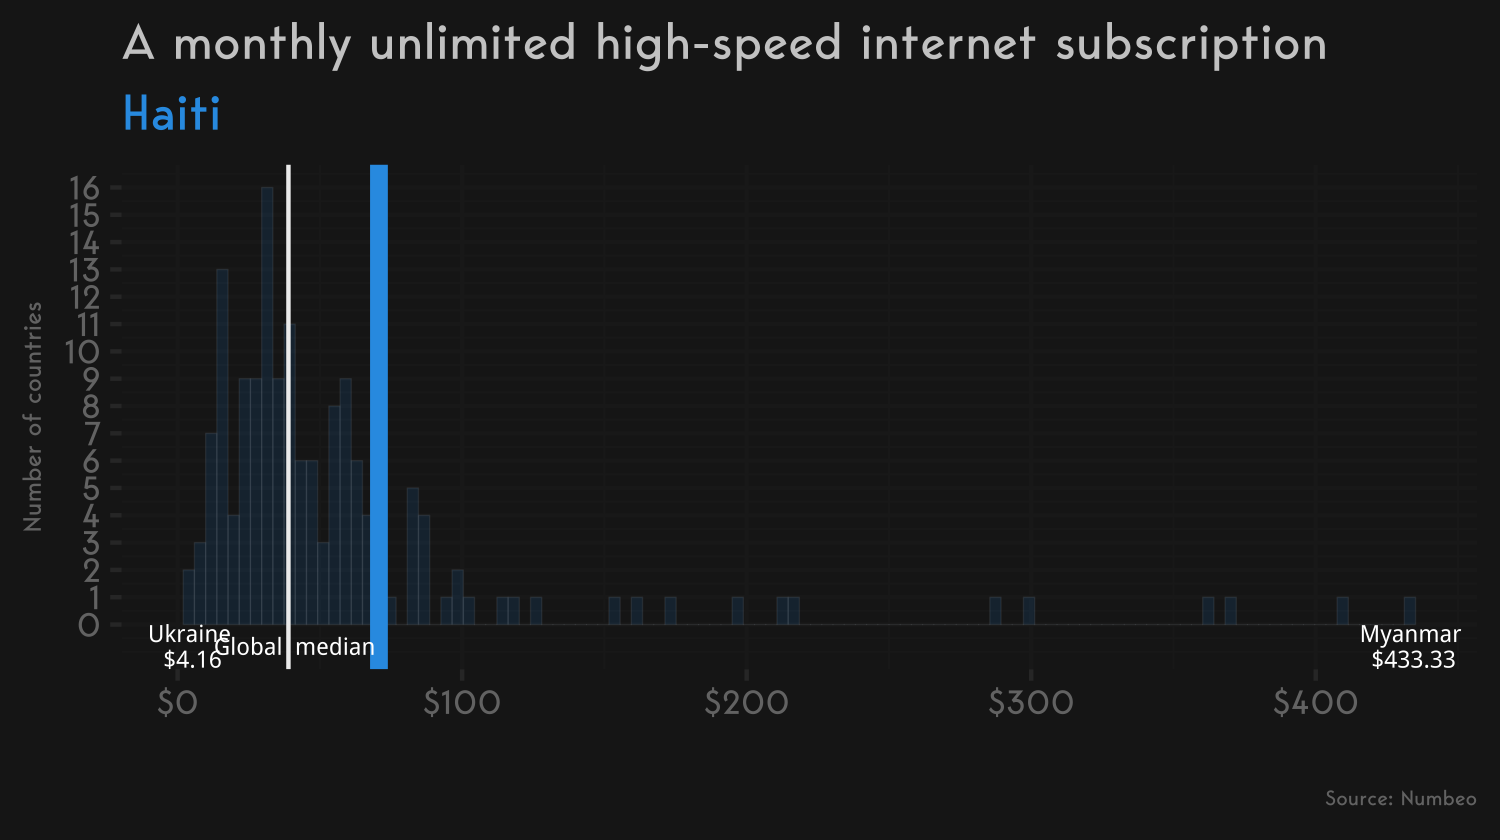 A monthly unlimited high-speed internet subscription
Haiti
Number of countries
16
15
14
13
12
11
10
9
8
7
6
5
4
3
2
1
0
Ukraine
$4.16
Global median
Myanmar
$433.33
$0 $100 $200 $300 $400
Source: Numbeo